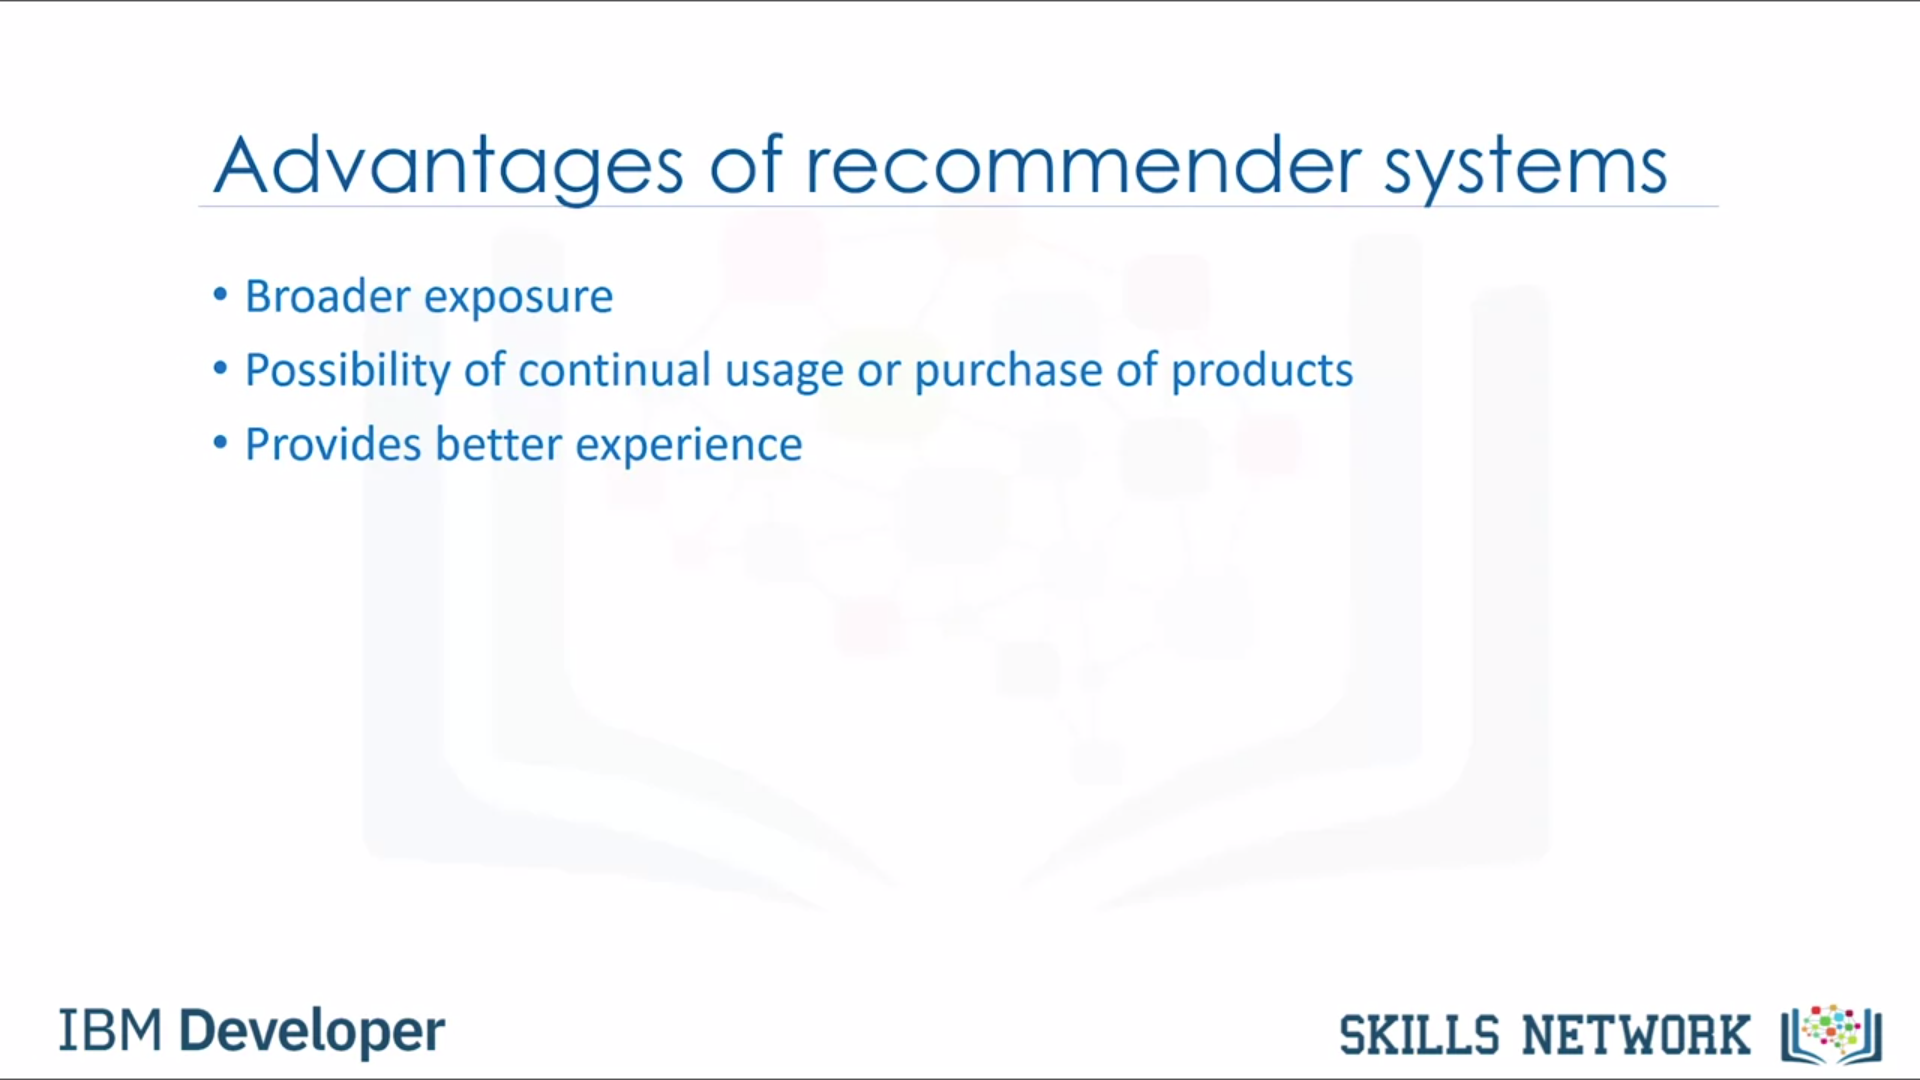 Advantages of recommender systems
• Broader exposure
• Possibility of continual usage or purchase of products
• Provides better experience
IBM Developer
SKILLS NETWORK